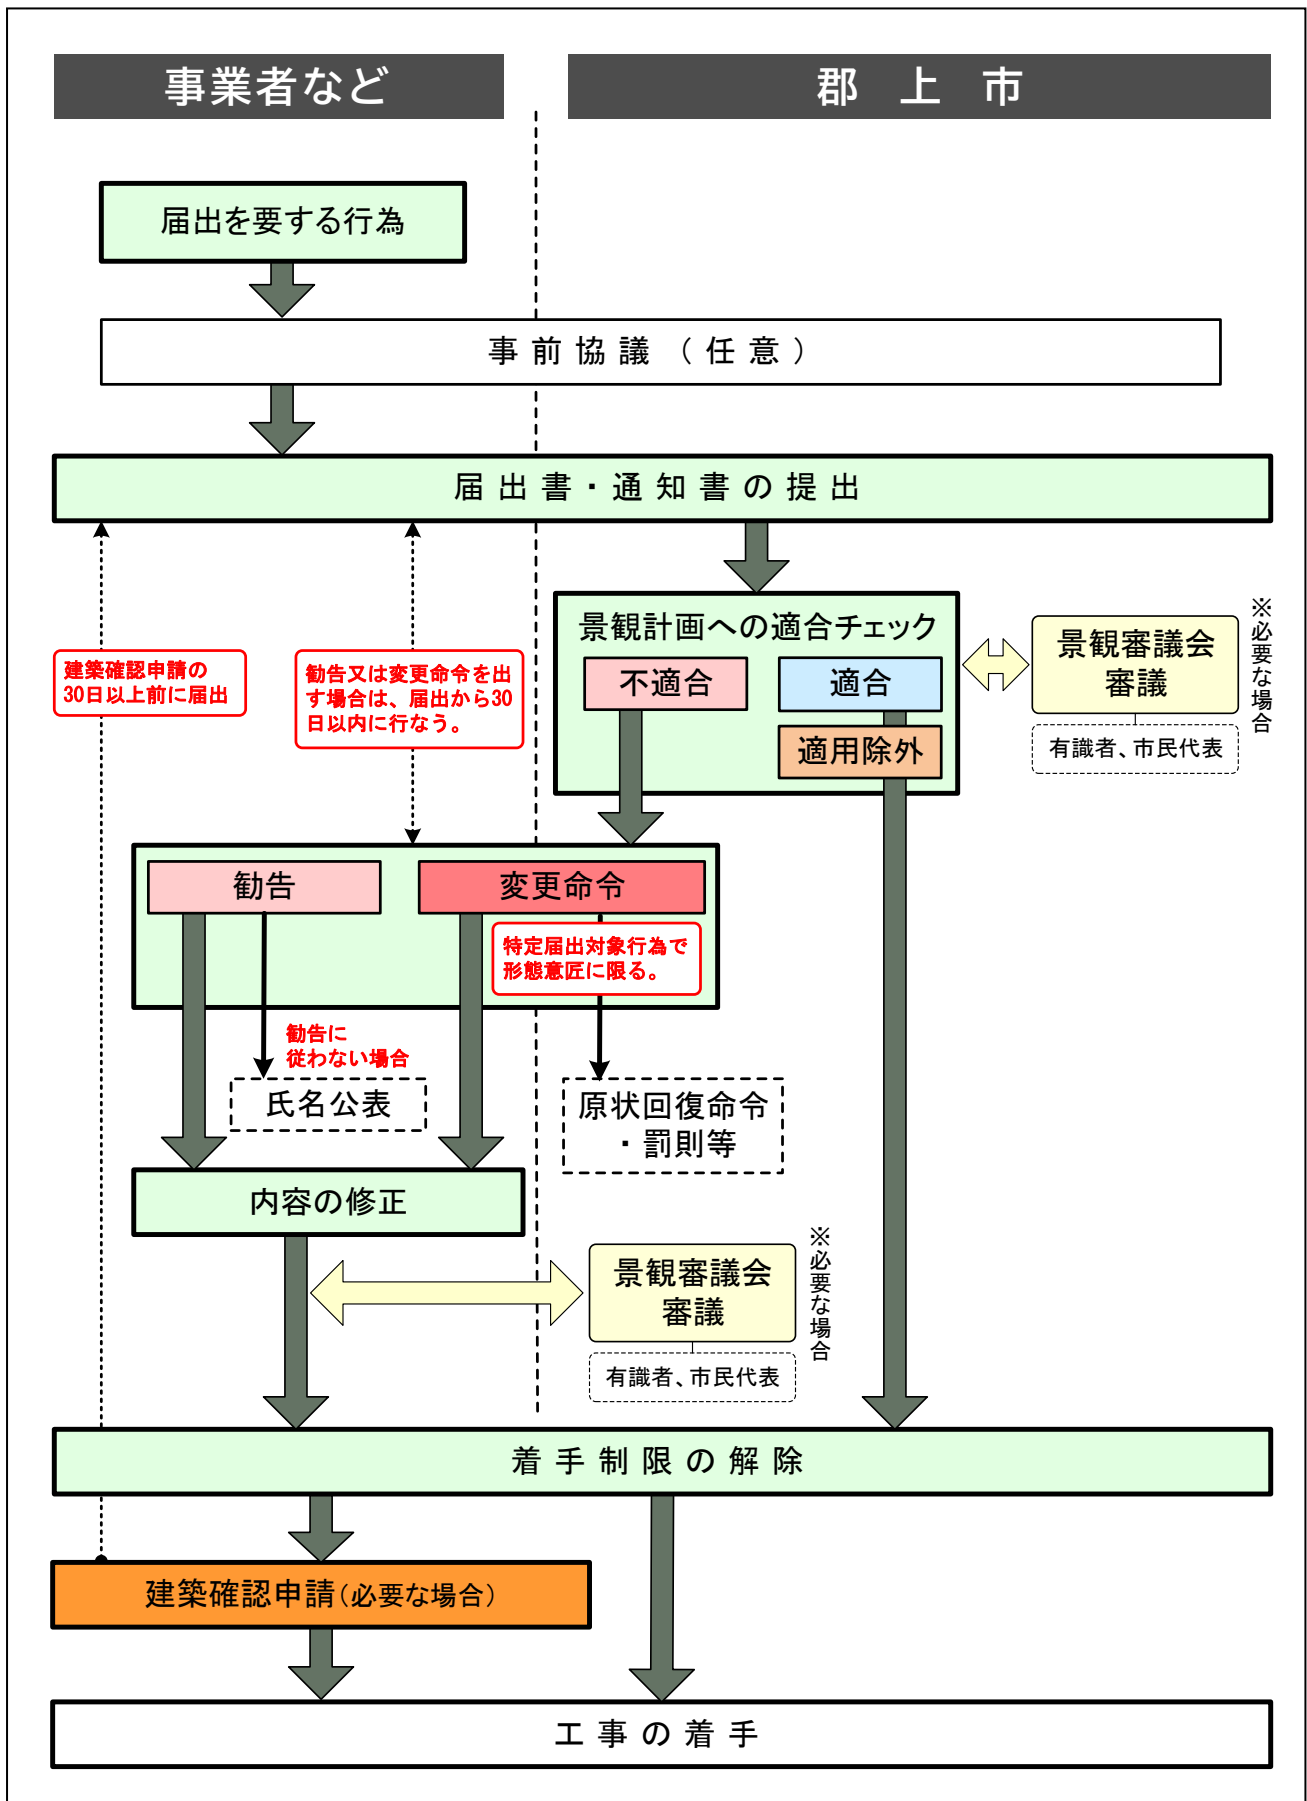 事業者など
郡上市
届出を要する行為
事前協議（任意）
届出書・通知書の提出
建築確認申請の
30日以上前に届出
勧告又は変更命令を出
す場合は、届出から30
日以内に行なう。
景観計画への適合チェック
不適合
適合
適用除外
景観審議会
審議
※必要な場合
有識者、市民代表
勧告
変更命令
特定届出対象行為で
形態意匠に限る。
勧告に
従わない場合
氏名公表
原状回復命令
・罰則等
内容の修正
景観審議会
審議
※必要な場合
有識者、市民代表
着手制限の解除
建築確認申請（必要な場合）
工事の着手